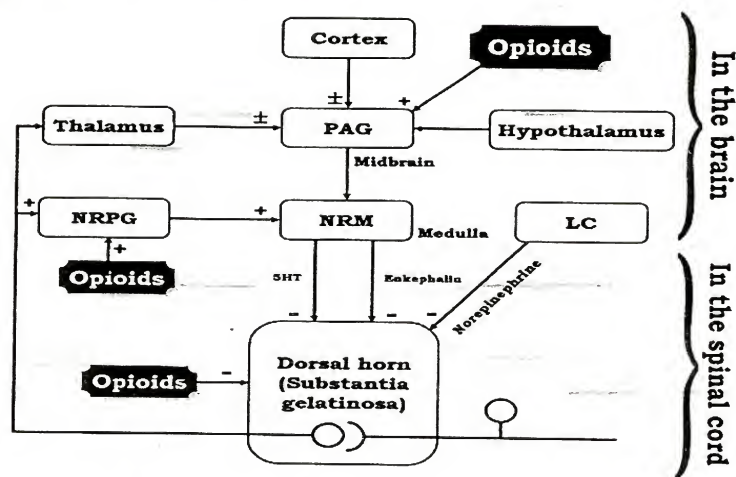 Cortex
Opioids
±
+
Thalamus
±
PAG
Hypothalamus
Midbrain
+
NRPG
+
NRM
Medulla
LC
+
Opioids
5HT
Enkephalin
Norepinephrine
-
-
-
Opioids
-
Dorsal horn
(Substantia
gelatinosa)
In the brain
In the spinal cord